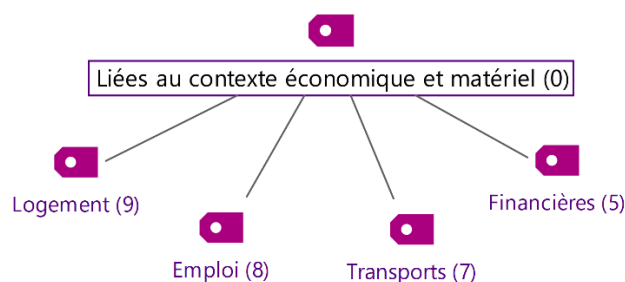 Liées au contexte économique et matériel (0)
Logement (9)
Financières (5)
Emploi (8)
Transports (7)